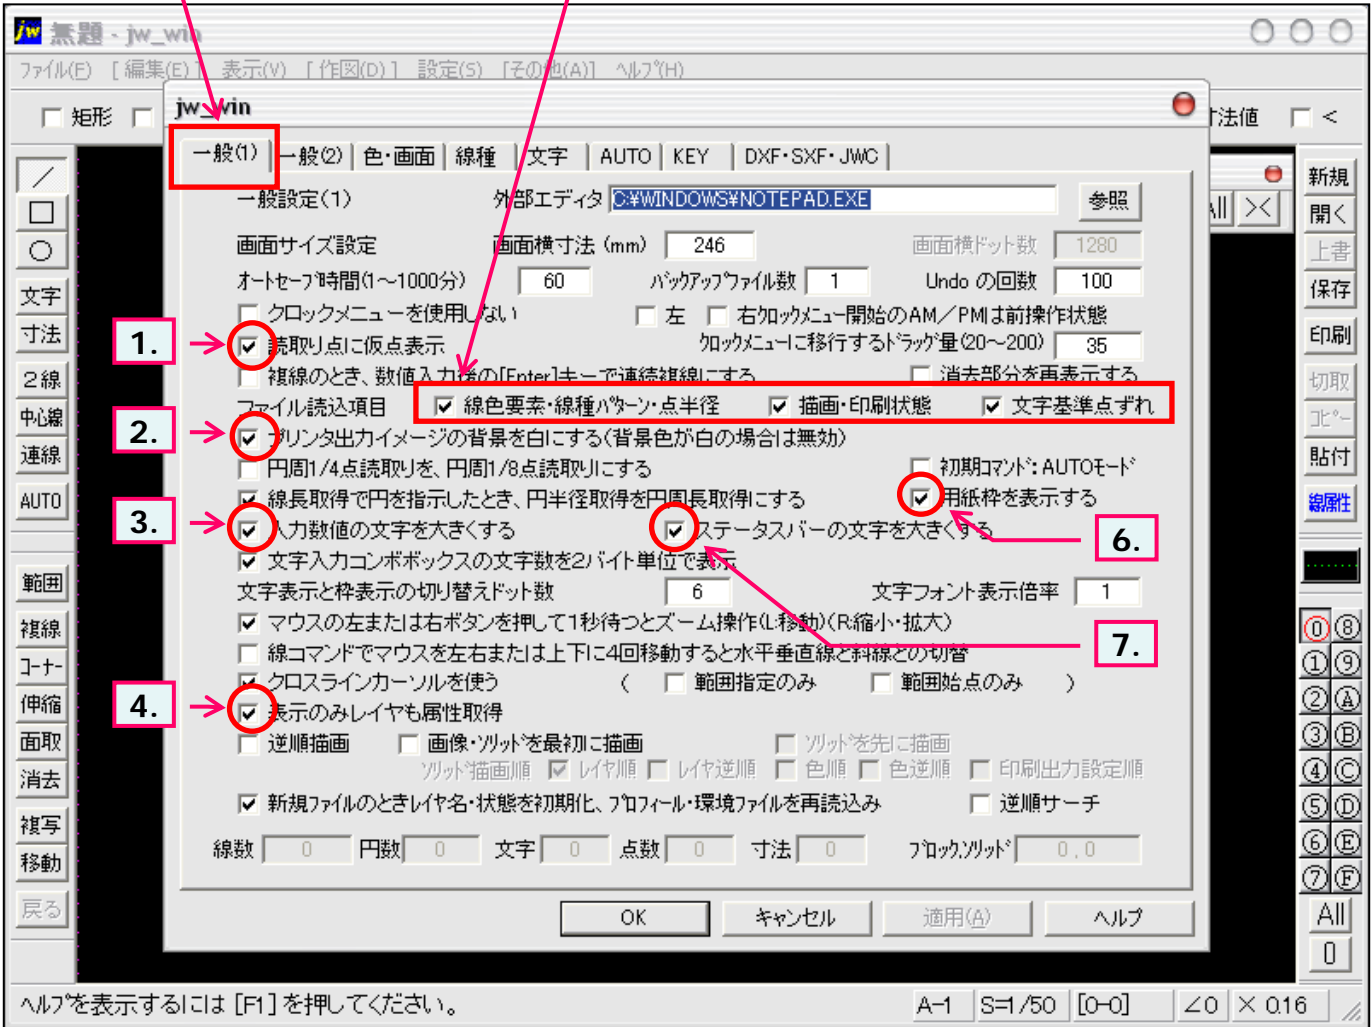 無題 - jw_win
ファイル(F) [ 編集(E) ] 表示(V) [ 作図(D) ] 設定(S) [その他(A)] ヘルプ(H)
矩形
寸法値 <
jw_win
一般(1) 一般(2) 色・画面 線種 文字 AUTO KEY DXF・SXF・JWC
一般設定(1) 外部エディタ C:¥WINDOWS¥NOTEPAD.EXE 参照
画面サイズ設定 画面横寸法 (mm) 246 画面横ドット数 1280
オートセーブ時間(1～1000分) 60 バックアップファイル数 1 Undo の回数 100
クロックメニューを使用しない 左 右クロックメニュー開始のAM／PMは前操作状態
1. 読取り点に仮点表示 クロックメニューに移行するドラッグ量(20～200) 35
複線のとき、数値入力後の[Enter]キーで連続複線にする 消去部分を再表示する
ファイル読込項目 線色要素・線種パターン・点半径 描画・印刷状態 文字基準点ずれ
2. プリンタ出力イメージの背景を白にする(背景色が白の場合は無効)
円周1/4点読取りを、円周1/8点読取りにする 初期コマンド: AUTOモード
線長取得で円を指示したとき、円半径取得を円周長取得にする 用紙枠を表示する
3. 入力数値の文字を大きくする ステータスバーの文字を大きくする 6.
文字入力コンボボックスの文字数を2バイト単位で表示
文字表示と枠表示の切り替えドット数 6 文字フォント表示倍率 1
マウスの左または右ボタンを押して1秒待つとズーム操作(L:移動)(R:縮小・拡大)
7.
線コマンドでマウスを左右または上下に4回移動すると水平垂直線と斜線との切替
クロスラインカーソルを使う ( 範囲指定のみ 範囲始点のみ )
4. 表示のみレイヤも属性取得
逆順描画 画像・ソリッドを最初に描画 ソリッドを先に描画
ソリッド描画順 レイヤ順 レイヤ逆順 色順 色逆順 印刷出力設定順
新規ファイルのときレイヤ名・状態を初期化、プロフィール・環境ファイルを再読込み 逆順サーチ
線数 0 円数 0 文字 0 点数 0 寸法 0 ブロック,ソリッド 0 , 0
OK キャンセル 適用(A) ヘルプ
文字
寸法
2線
中心線
連線
AUTO
範囲
複線
コーナー
伸縮
面取
消去
複写
移動
戻る
All
新規
開く
上書
保存
印刷
切取
コピー
貼付
線属性
0 8
1 9
2 A
3 B
4 C
5 D
6 E
7 F
All
0
ヘルプを表示するには [F1] を押してください。 A-1 S=1/50 [0-0] ∠0 × 0.16